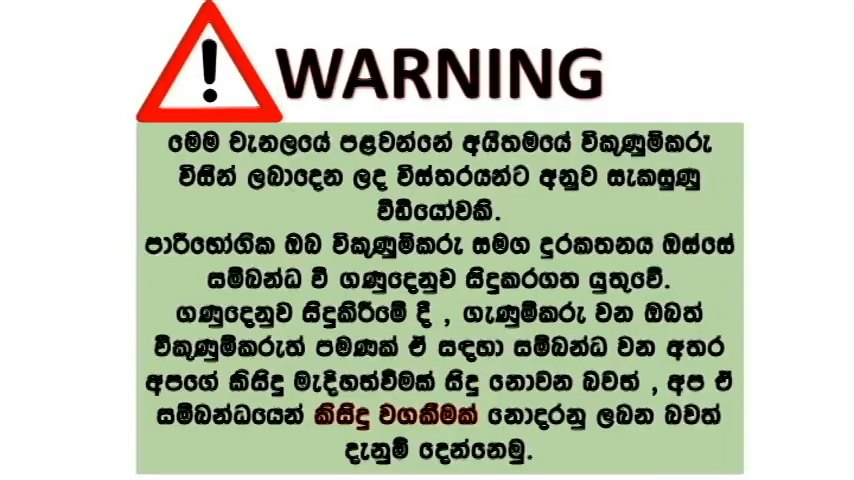 WARNING
මෙම චැනලයේ පළවන්නේ අයිතමයේ විකුණුම්කරු
විසින් ලබාදෙන ලද විස්තරයන්ට අනුව සැකසුණු
වීඩියෝවකි.
පාරිභෝගික ඔබ විකුණුම්කරු සමග දුරකතනය ඔස්සේ
සම්බන්ධ වී ගණුදෙනුව සිදුකරගත යුතුවේ.
ගණුදෙනුව සිදුකිරීමේ දී , ගැණුම්කරු වන ඔබත්
විකුණුම්කරුත් පමණක් ඒ සඳහා සම්බන්ධ වන අතර
අපගේ කිසිදු මැදිහත්වීමක් සිදු නොවන බවත් , අප ඒ
සම්බන්ධයෙන් කිසිදු වගකීමක් නොදරනු ලබන බවත්
දැනුම් දෙන්නෙමු.